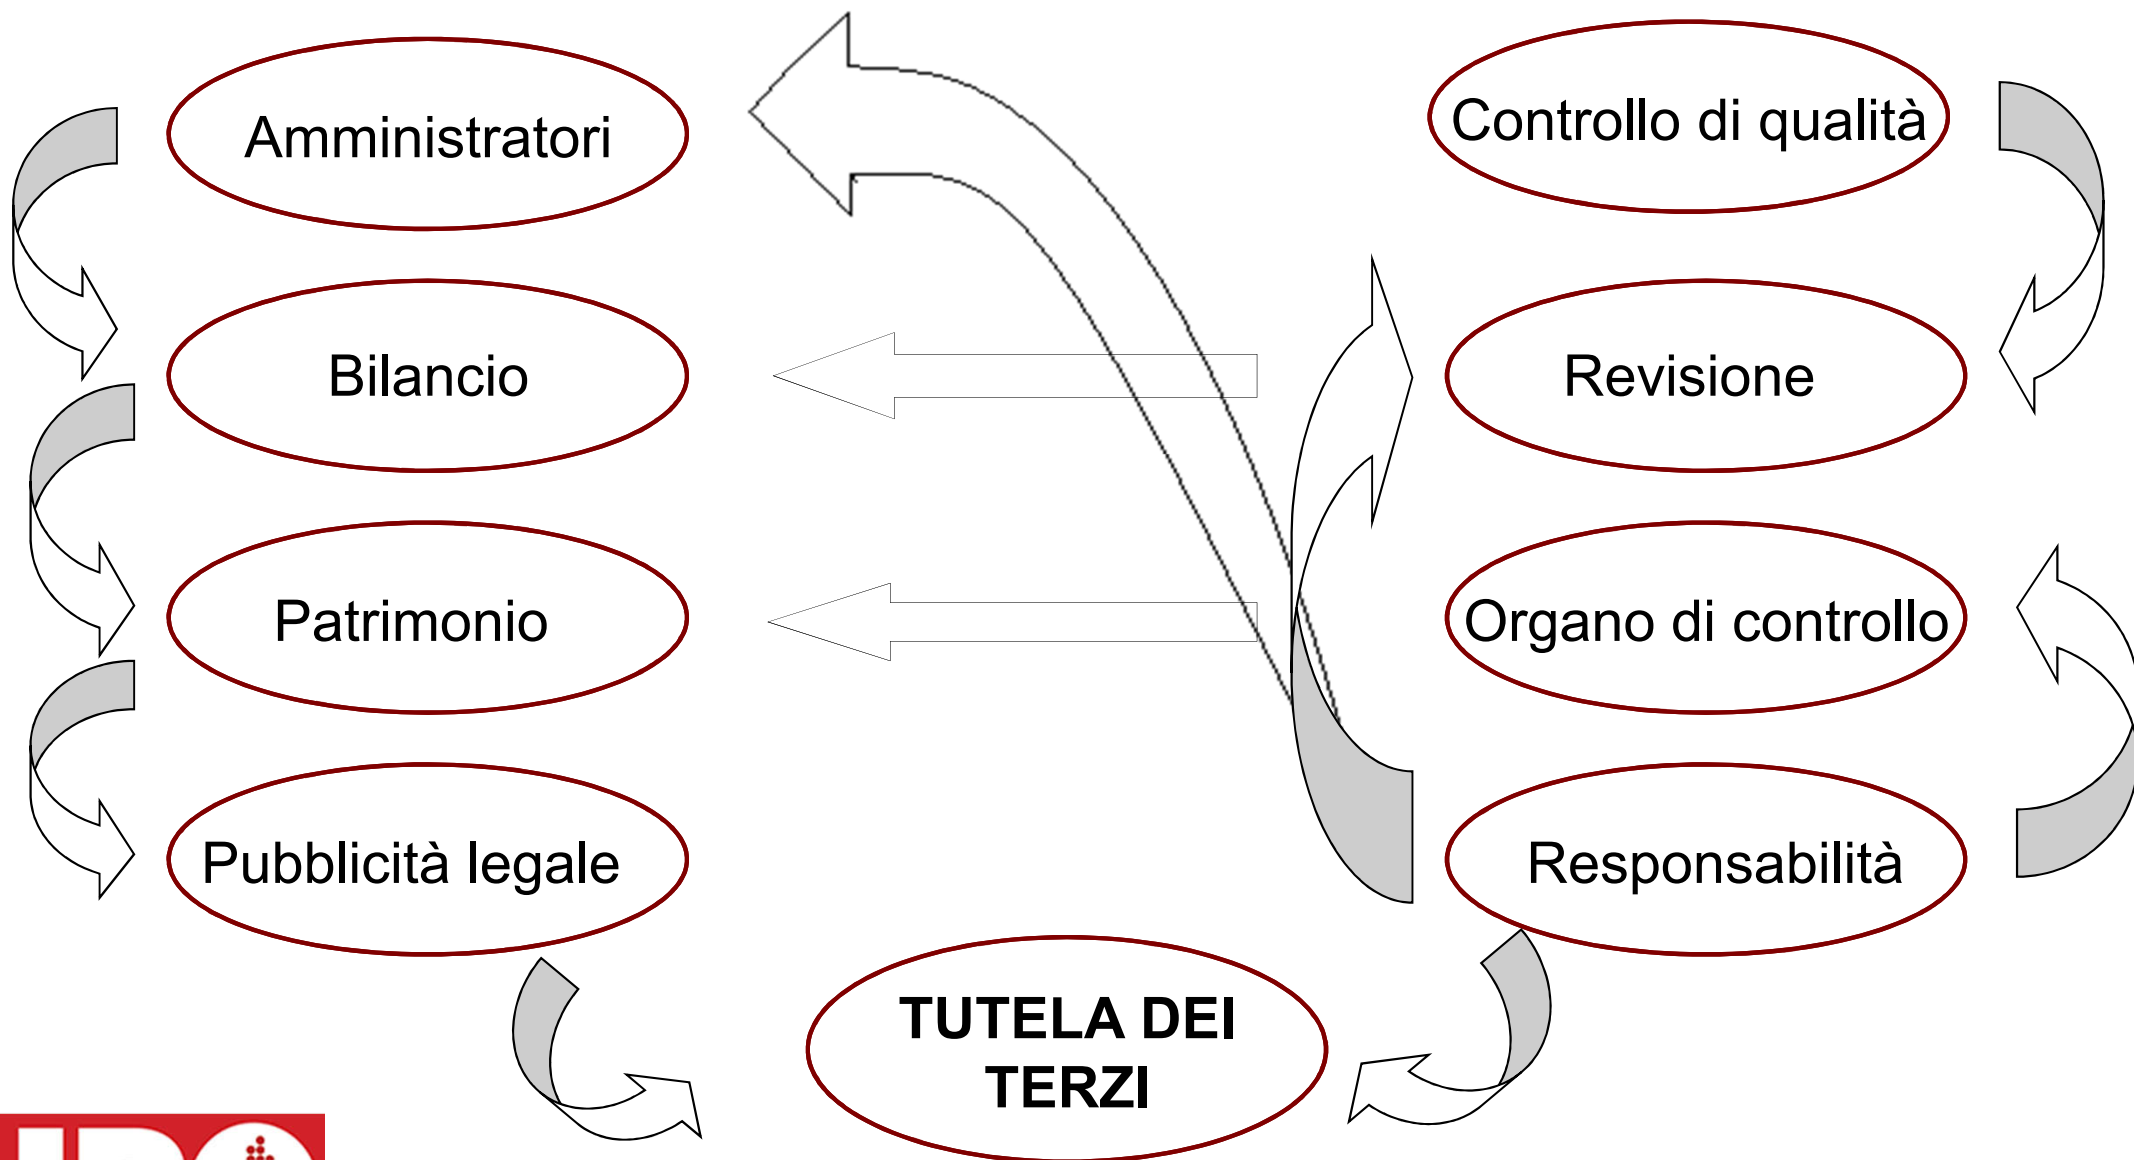 Amministratori
Controllo di qualità
Bilancio
Revisione
Patrimonio
Organo di controllo
Pubblicità legale
Responsabilità
TUTELA DEI
TERZI